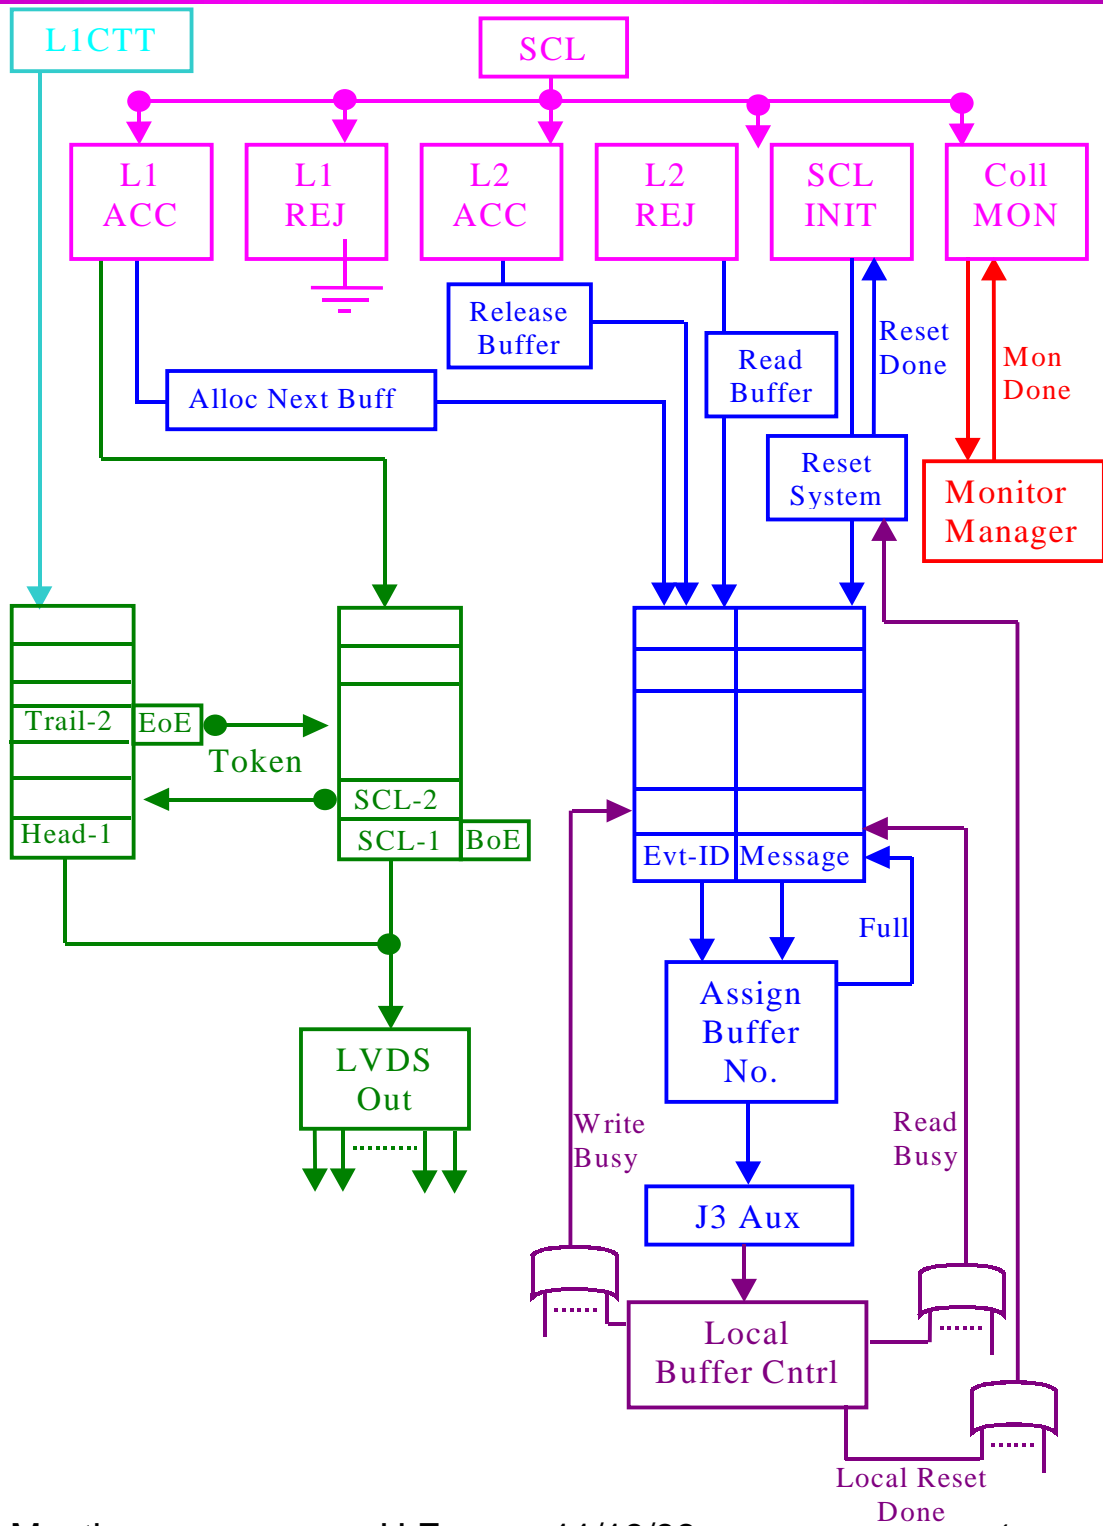 L1CTT
SCL
L1
ACC
L1
REJ
L2
ACC
L2
REJ
SCL
INIT
Coll
MON
Release
Buffer
Read
Buffer
Reset
Done
Mon
Done
Alloc Next Buff
Reset
System
Monitor
Manager
Trail-2
EoE
Token
SCL-2
Head-1
SCL-1
BoE
Evt-ID
Message
Full
Assign
Buffer
No.
LVDS
Out
Write
Busy
Read
Busy
J3 Aux
Local
Buffer Cntrl
Local Reset
Done